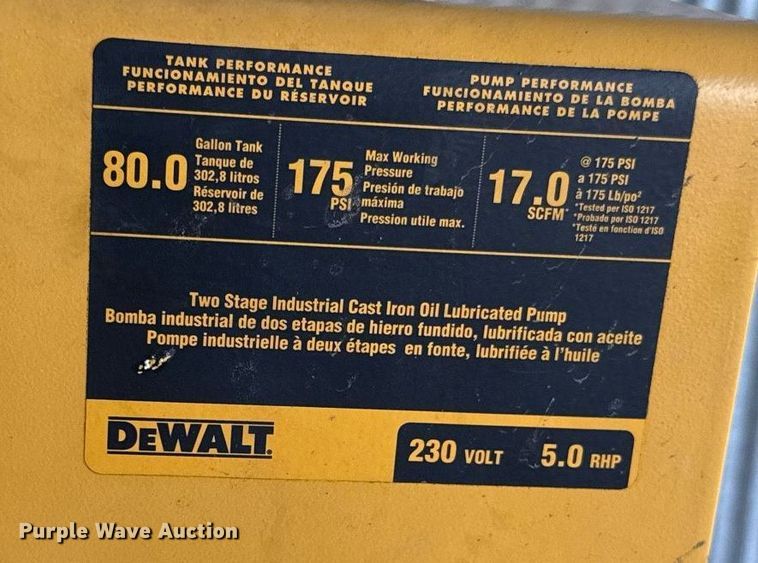 TANK PERFORMANCE
FUNCIONAMIENTO DEL TANQUE
PERFORMANCE DU RÉSERVOIR
PUMP PERFORMANCE
FUNCIONAMIENTO DE LA BOMBA
PERFORMANCE DE LA POMPE
80.0
Gallon Tank
Tanque de
302,8 litros
Réservoir de
302,8 litres
175
PSI
Max Working
Pressure
Presión de trabajo
máxima
Pression utile max.
17.0
SCFM*
@ 175 PSI
a 175 PSI
à 175 Lb/po²
*Tested per ISO 1217
*Probado por ISO 1217
*Testé en fonction d'ISO
1217
Two Stage Industrial Cast Iron Oil Lubricated Pump
Bomba industrial de dos etapas de hierro fundido, lubrificada con aceite
Pompe industrielle à deux étapes en fonte, lubrifiée à l'huile
DEWALT
230 VOLT 5.0 RHP
Purple Wave Auction